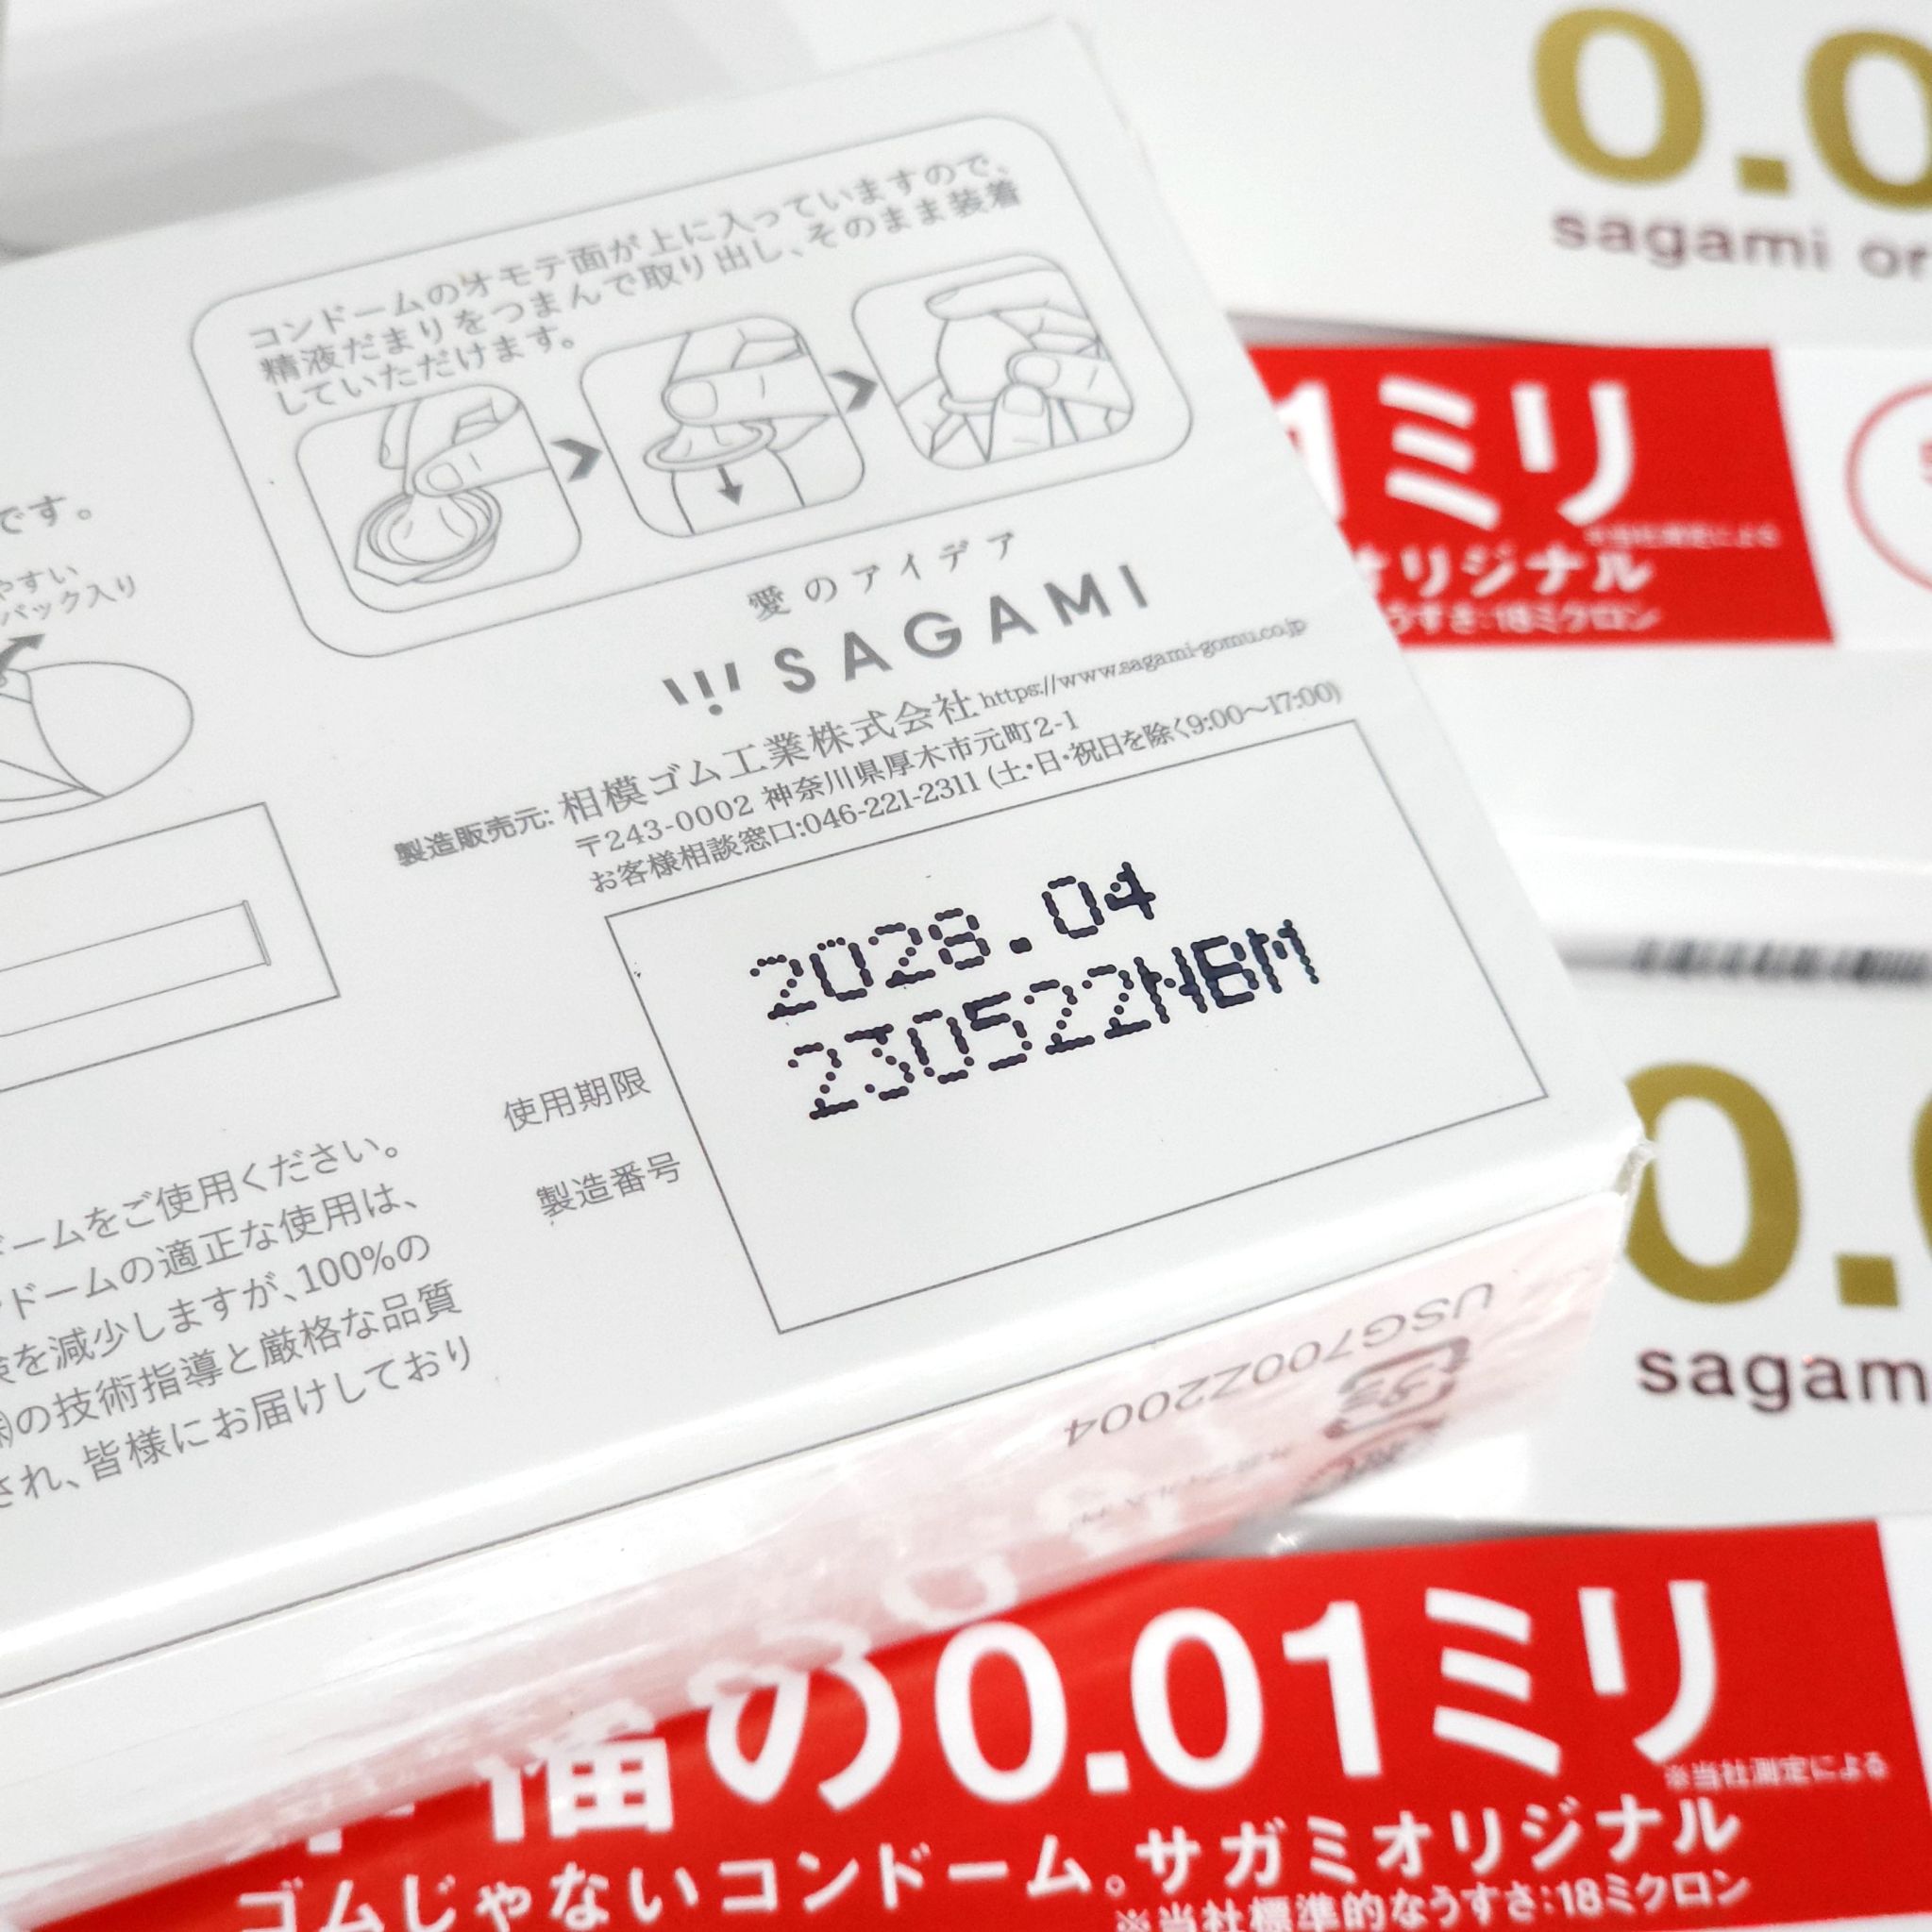 コンドームのオモテ面が上に入っていますので、
精液だまりをつまんで取り出し、そのまま装着
していただけます。
です。
やすい
パック入り
愛のアイデア
SAGAMI
製造販売元: 相模ゴム工業株式会社 https://www.sagami-gomu.co.jp
〒243-0002 神奈川県厚木市元町2-1
お客様相談窓口:046-221-2311 (土・日・祝日を除く9:00〜17:00)
2028.04
230522NBM
使用期限
製造番号
ドームをご使用ください。
ドームの適正な使用は、
を減少しますが、100%の
㈱の技術指導と厳格な品質
され、皆様にお届けしており
USG700Z2004
0.0
sagami or
1ミリ
※当社測定による
オリジナル
うすさ:18ミクロン
0.0
sagam
福の0.01ミリ
※当社測定による
ゴムじゃないコンドーム。サガミオリジナル
※当社標準的なうすさ:18ミクロン